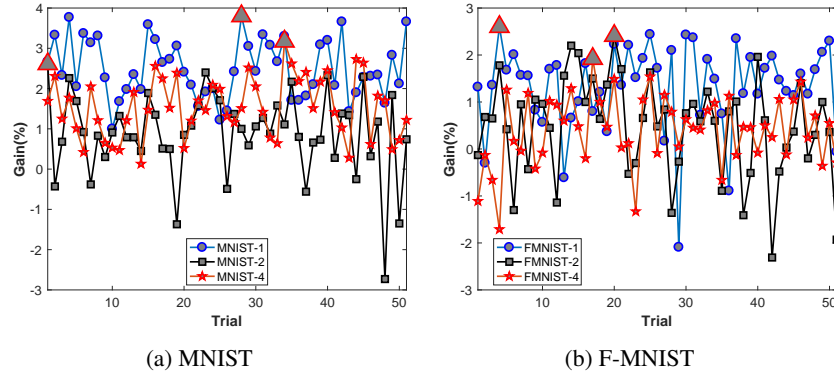 4
3
2
1
0
-1
-2
-3
Gain(%)
MNIST-1
MNIST-2
MNIST-4
10 20 30 40 50
Trial
(a) MNIST
5
4
3
2
1
0
-1
-2
-3
Gain(%)
FMNIST-1
FMNIST-2
FMNIST-4
10 20 30 40 50
Trial
(b) F-MNIST